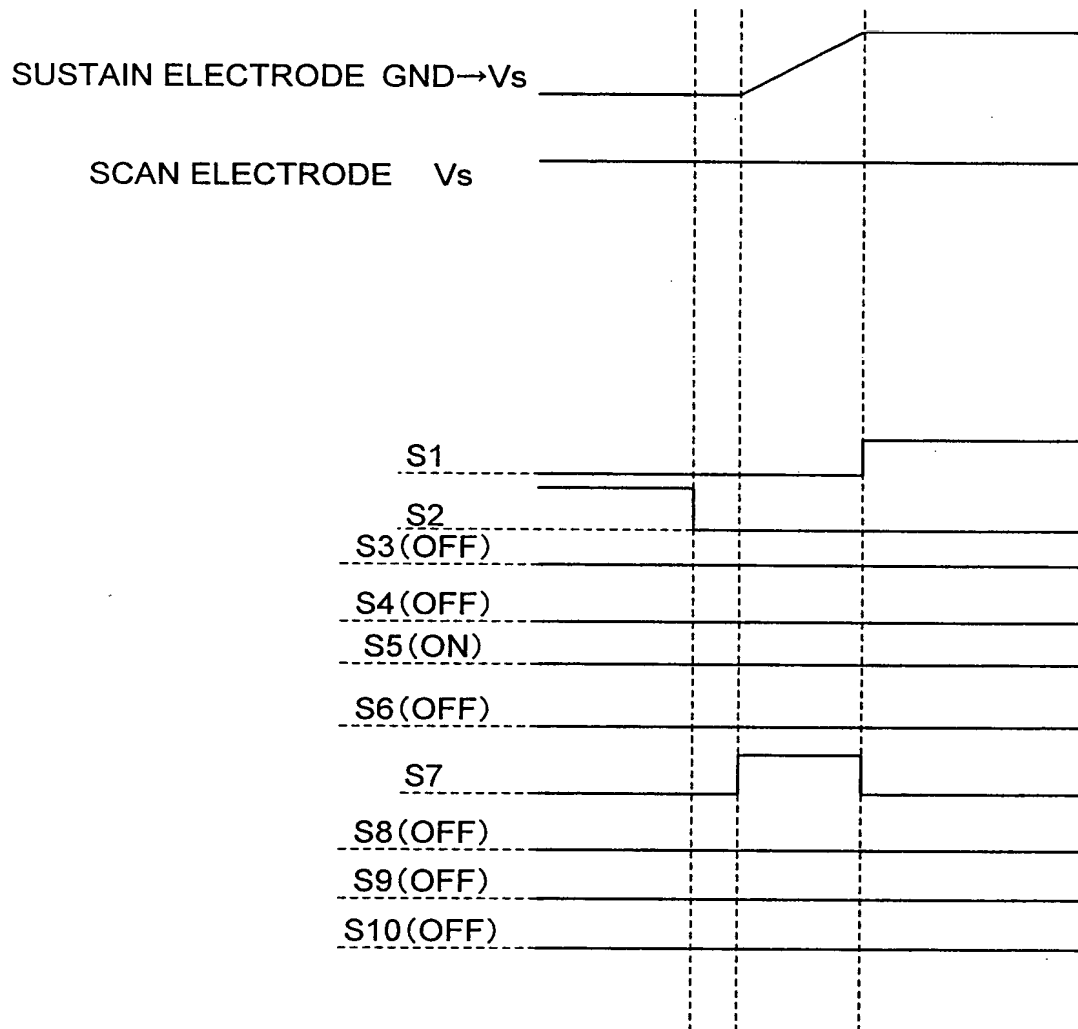 SUSTAIN ELECTRODE GND→Vs
SCAN ELECTRODE Vs
S1
S2
S3(OFF)
S4(OFF)
S5(ON)
S6(OFF)
S7
S8(OFF)
S9(OFF)
S10(OFF)